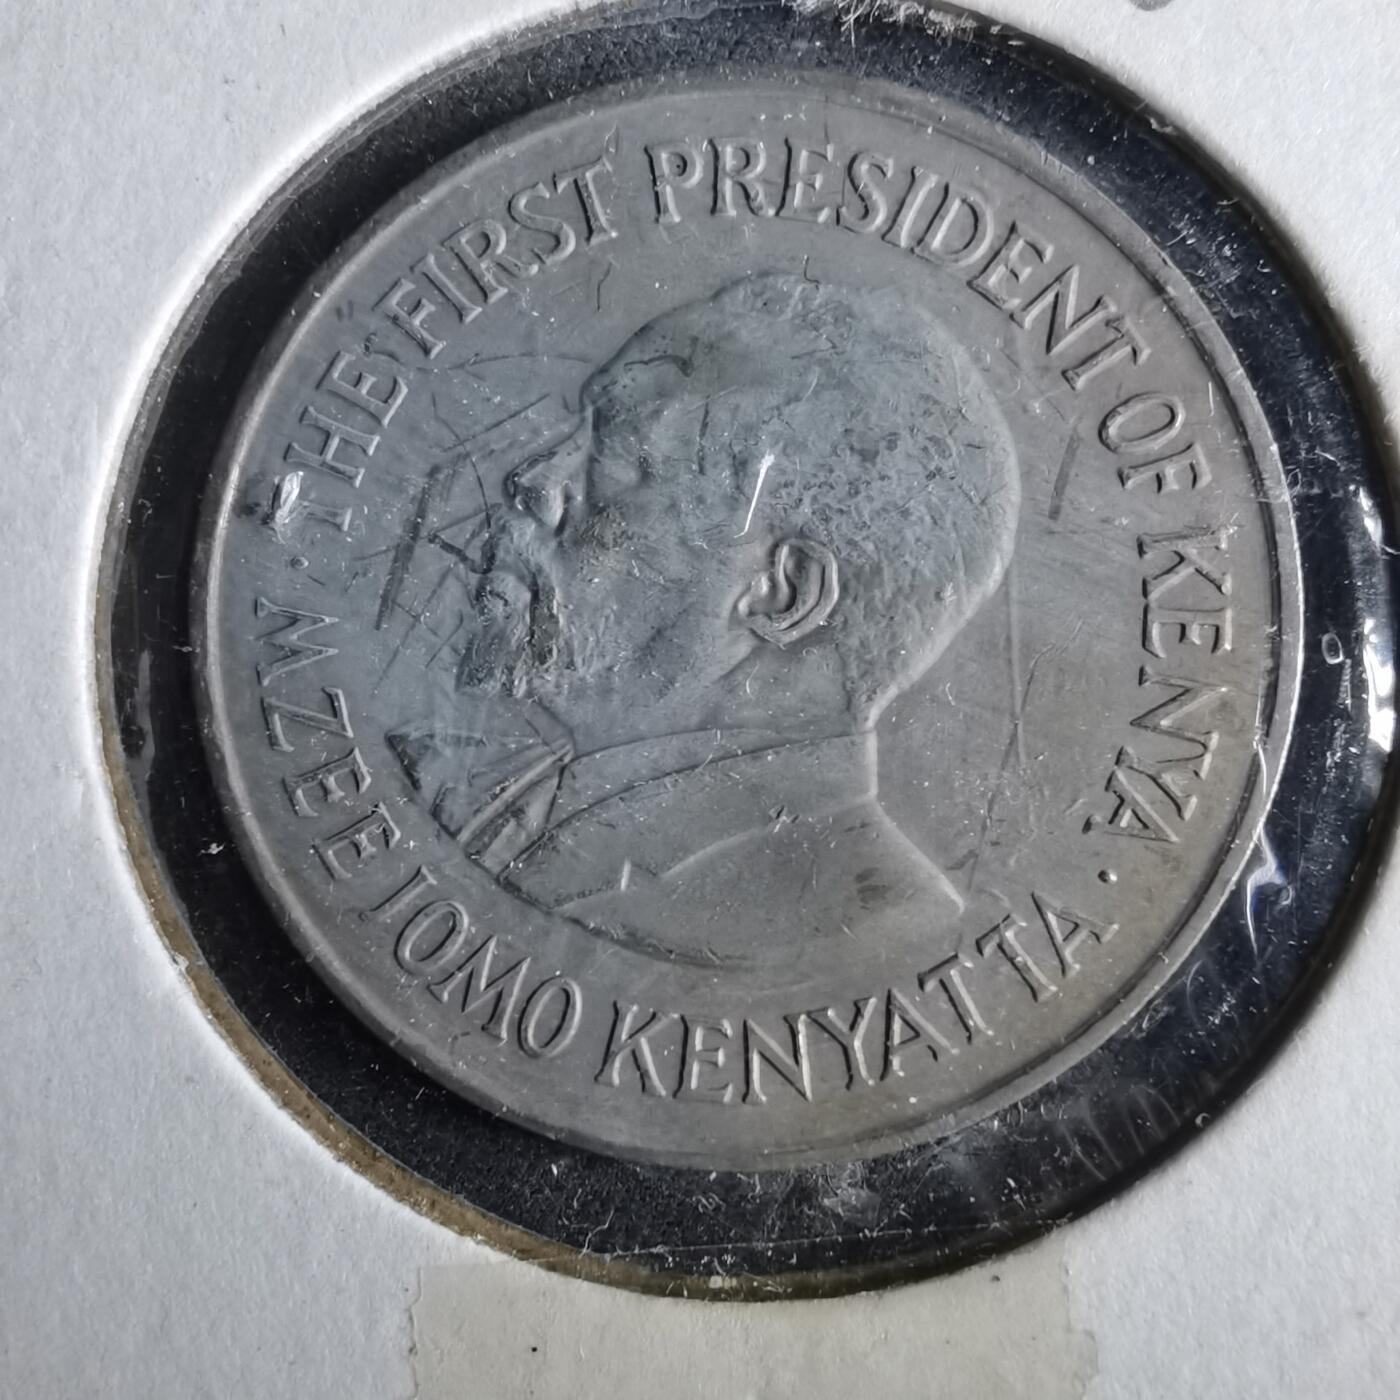 · THE FIRST PRESIDENT OF KENYA ·
MZEE JOMO KENYATTA